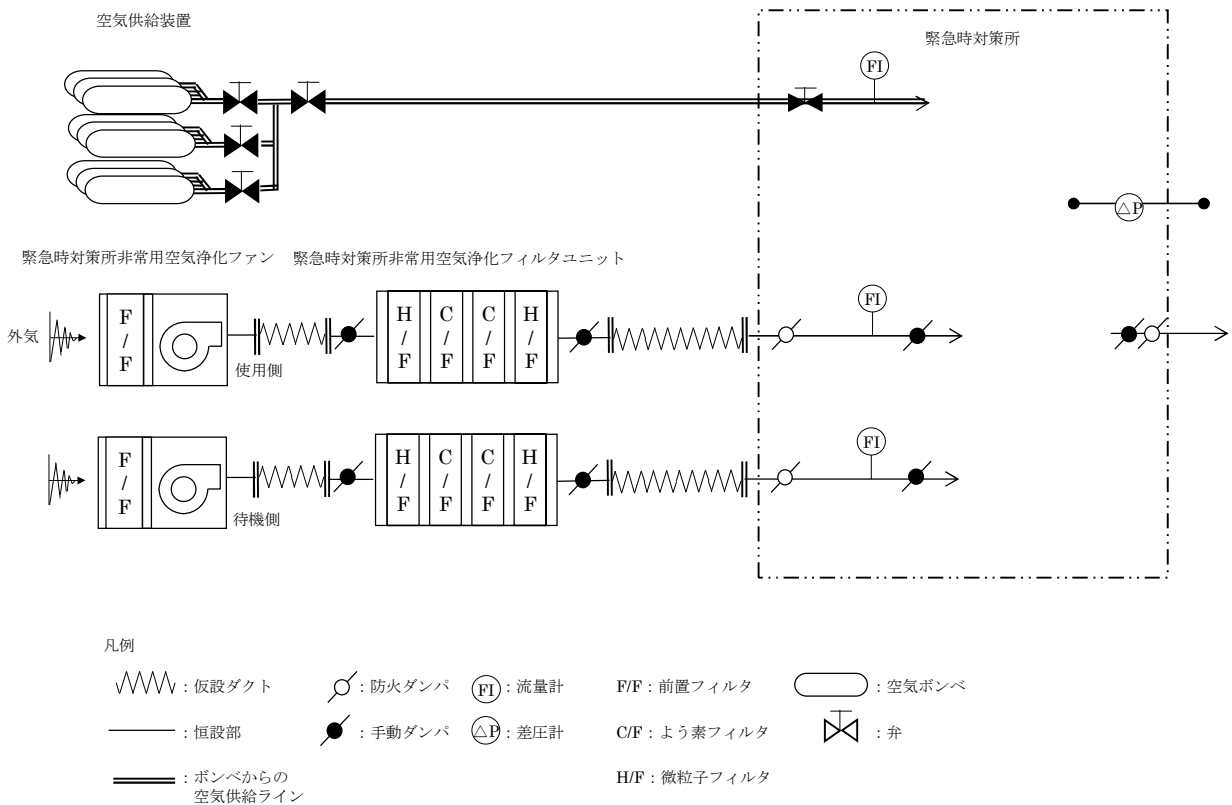 空気供給装置
緊急時対策所
FI
△P
緊急時対策所非常用空気浄化ファン
緊急時対策所非常用空気浄化フィルタユニット
外気
F/F
使用側
H/F
C/F
C/F
H/F
FI
F/F
待機側
H/F
C/F
C/F
H/F
FI
凡例
：仮設ダクト
：防火ダンパ
FI：流量計
F/F：前置フィルタ
：空気ボンベ
：恒設部
：手動ダンパ
△P：差圧計
C/F：よう素フィルタ
：弁
：ボンベからの
空気供給ライン
H/F：微粒子フィルタ